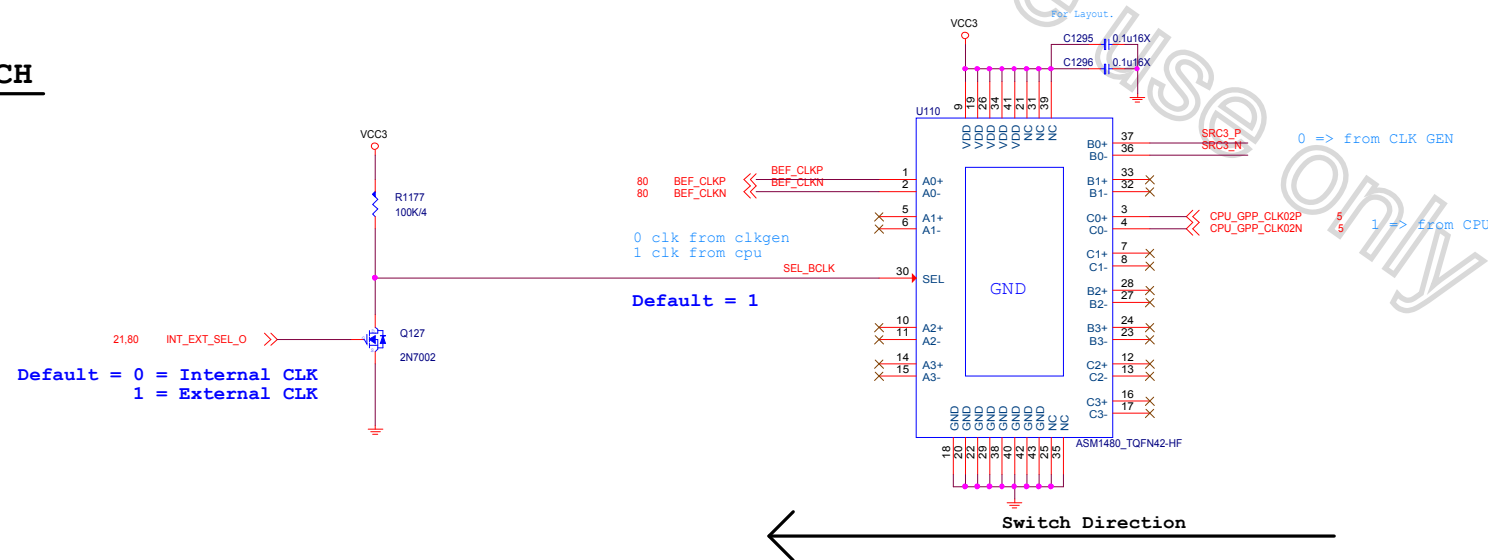 CH
VCC3
R1177
100K/4
21,80 INT_EXT_SEL_O
Q127
2N7002
Default = 0 = Internal CLK
1 = External CLK
80 BEF_CLKP BEF_CLKP
80 BEF_CLKN BEF_CLKN
0 clk from clkgen
1 clk from cpu
SEL_BCLK
Default = 1
For Layout.
VCC3
C1295 0.1u16X
C1296 0.1u16X
U110
9 19 26 34 41 21 31 39
VDD VDD VDD VDD VDD NC NC NC
1 A0+
2 A0-
5 A1+
6 A1-
30 SEL
10 A2+
11 A2-
14 A3+
15 A3-
GND
B0+ 37 SRC3_P
B0- 36 SRC3_N
0 => from CLK GEN
B1+ 33
B1- 32
C0+ 3 CPU_GPP_CLK02P 5
C0- 4 CPU_GPP_CLK02N 5
1 => from CPU
C1+ 7
C1- 8
B2+ 28
B2- 27
B3+ 24
B3- 23
C2+ 12
C2- 13
C3+ 16
C3- 17
GND GND GND GND GND GND GND GND NC NC
18 20 22 29 38 40 42 43 25 35
ASM1480_TQFN42-HF
Switch Direction
use only